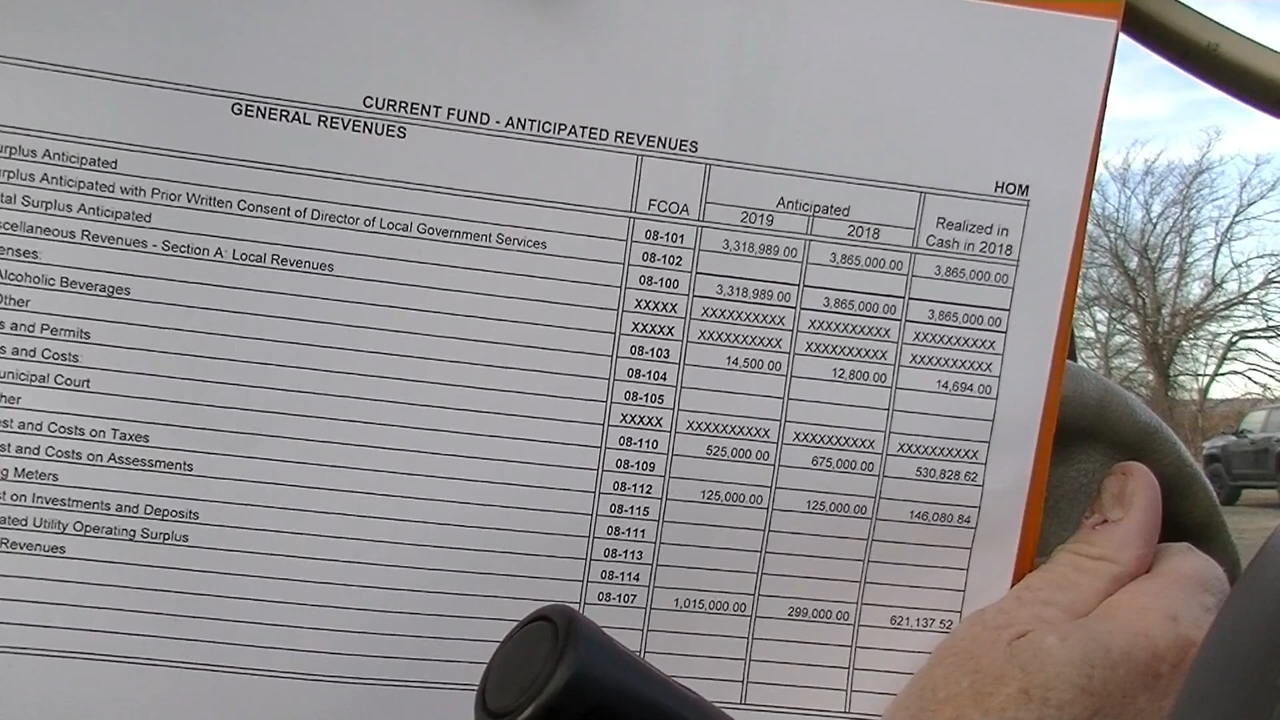 CURRENT FUND - ANTICIPATED REVENUES
GENERAL REVENUES
HOM
FCOA Anticipated Realized in
2019 2018 Cash in 2018
urplus Anticipated 08-101 3,318,989.00 3,865,000.00 3,865,000.00
rplus Anticipated with Prior Written Consent of Director of Local Government Services 08-102
tal Surplus Anticipated 08-100 3,318,989.00 3,865,000.00 3,865,000.00
scellaneous Revenues - Section A: Local Revenues XXXXX XXXXXXXXXX XXXXXXXXXX XXXXXXXXXX
enses: XXXXX XXXXXXXXXX XXXXXXXXXX XXXXXXXXXX
Alcoholic Beverages 08-103 14,500.00 12,800.00 14,694.00
Other 08-104
s and Permits 08-105
s and Costs: XXXXX XXXXXXXXXX XXXXXXXXXX XXXXXXXXXX
unicipal Court 08-110 525,000.00 675,000.00 530,828.62
her 08-109
est and Costs on Taxes 08-112 125,000.00 125,000.00 146,080.84
st and Costs on Assessments 08-115
g Meters 08-111
st on Investments and Deposits 08-113
ated Utility Operating Surplus 08-114
Revenues 08-107 1,015,000.00 299,000.00 621,137.52